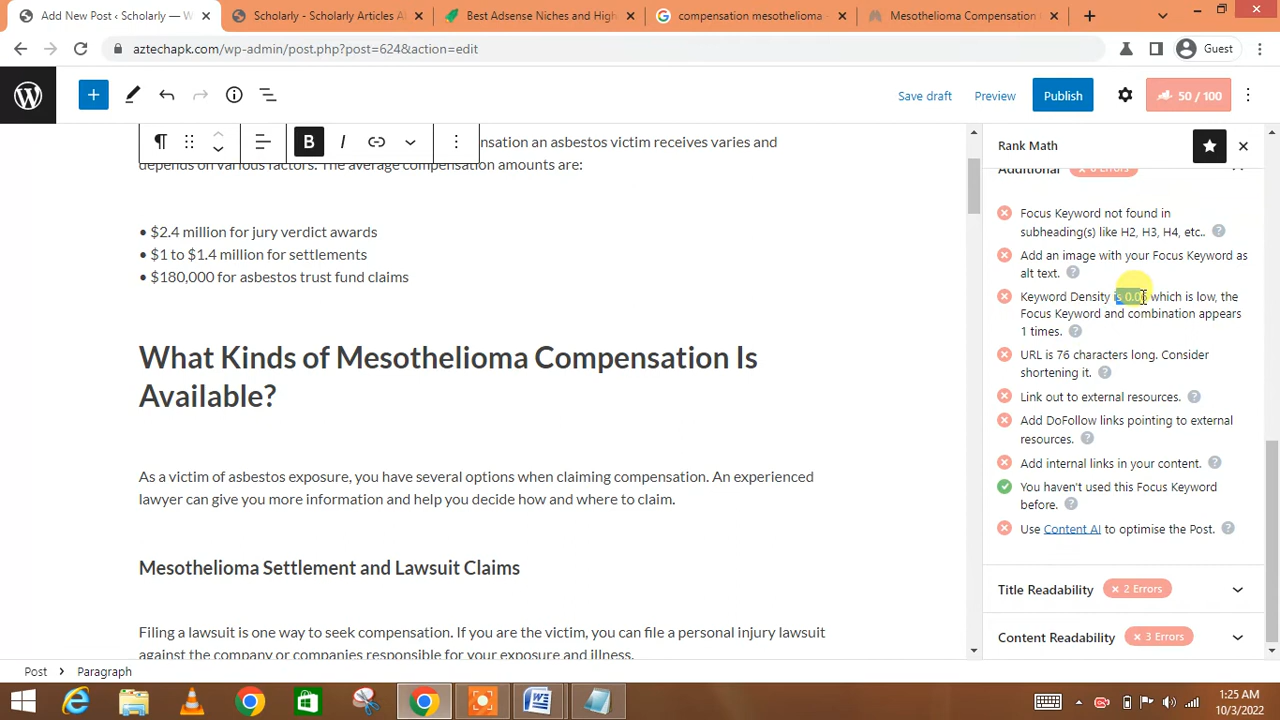 Add New Post ‹ Scholarly — W
Scholarly - Scholarly Articles A
Best Adsense Niches and High
compensation mesothelioma -
Mesothelioma Compensation
aztechapk.com/wp-admin/post.php?post=624&action=edit
Guest
Save draft
Preview
Publish
50 / 100
B
I
nsation an asbestos victim receives varies and
depends on various factors. The average compensation amounts are:
• $2.4 million for jury verdict awards
• $1 to $1.4 million for settlements
• $180,000 for asbestos trust fund claims
What Kinds of Mesothelioma Compensation Is
Available?
As a victim of asbestos exposure, you have several options when claiming compensation. An experienced
lawyer can give you more information and help you decide how and where to claim.
Mesothelioma Settlement and Lawsuit Claims
Filing a lawsuit is one way to seek compensation. If you are the victim, you can file a personal injury lawsuit
against the company or companies responsible for your exposure and illness.
Rank Math
Additional
Errors
Focus Keyword not found in
subheading(s) like H2, H3, H4, etc..
Add an image with your Focus Keyword as
alt text.
Keyword Density is which is low, the
Focus Keyword and combination appears
1 times.
URL is 76 characters long. Consider
shortening it.
Link out to external resources.
Add DoFollow links pointing to external
resources.
Add internal links in your content.
You haven't used this Focus Keyword
before.
Use Content AI to optimise the Post.
Title Readability
2 Errors
Content Readability
3 Errors
Post
Paragraph
1:25 AM
10/3/2022